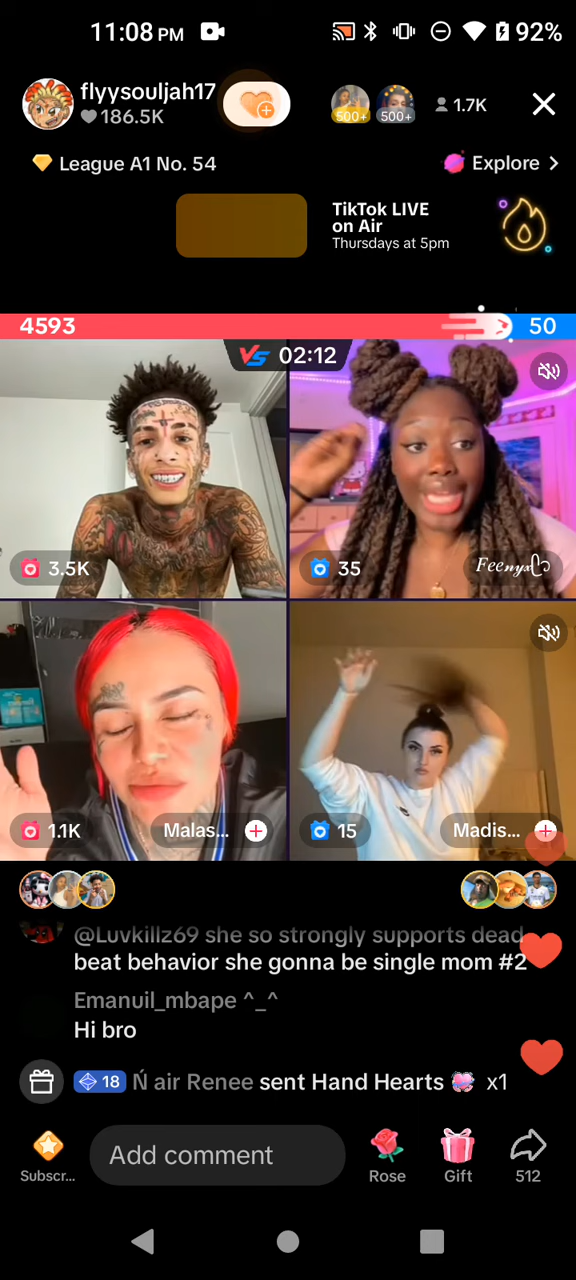 11:08 PM
92%
flyysouljah17
186.5K
500+
500+
1.7K
League A1 No. 54
Explore >
TikTok LIVE
on Air
Thursdays at 5pm
4593
50
VS 02:12
3.5K
35
Feenyx
1.1K
Malas...
15
Madis...
@Luvkillz69 she so strongly supports dead
beat behavior she gonna be single mom #2
Emanuil_mbape ^_^
Hi bro
18 Ń air Renee sent Hand Hearts x1
Subscr...
Add comment
Rose
Gift
512